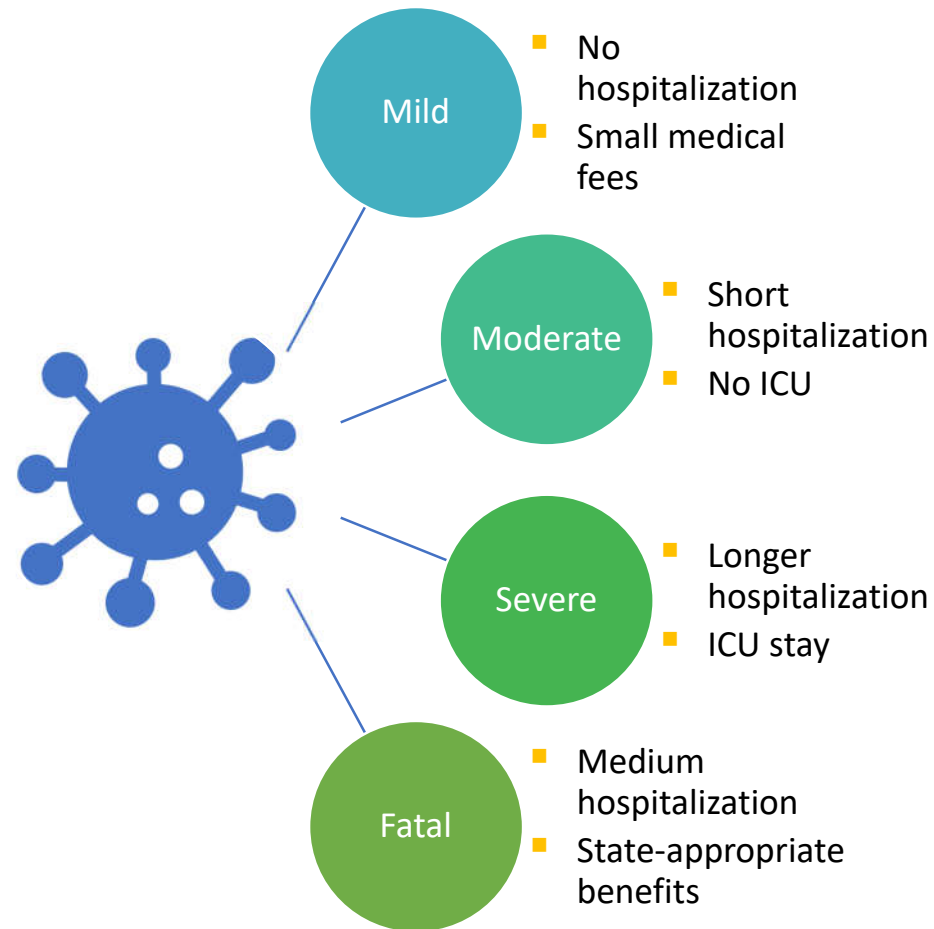 Mild
No
hospitalization
Small medical
fees
Moderate
Short
hospitalization
No ICU
Severe
Longer
hospitalization
ICU stay
Fatal
Medium
hospitalization
State-appropriate
benefits